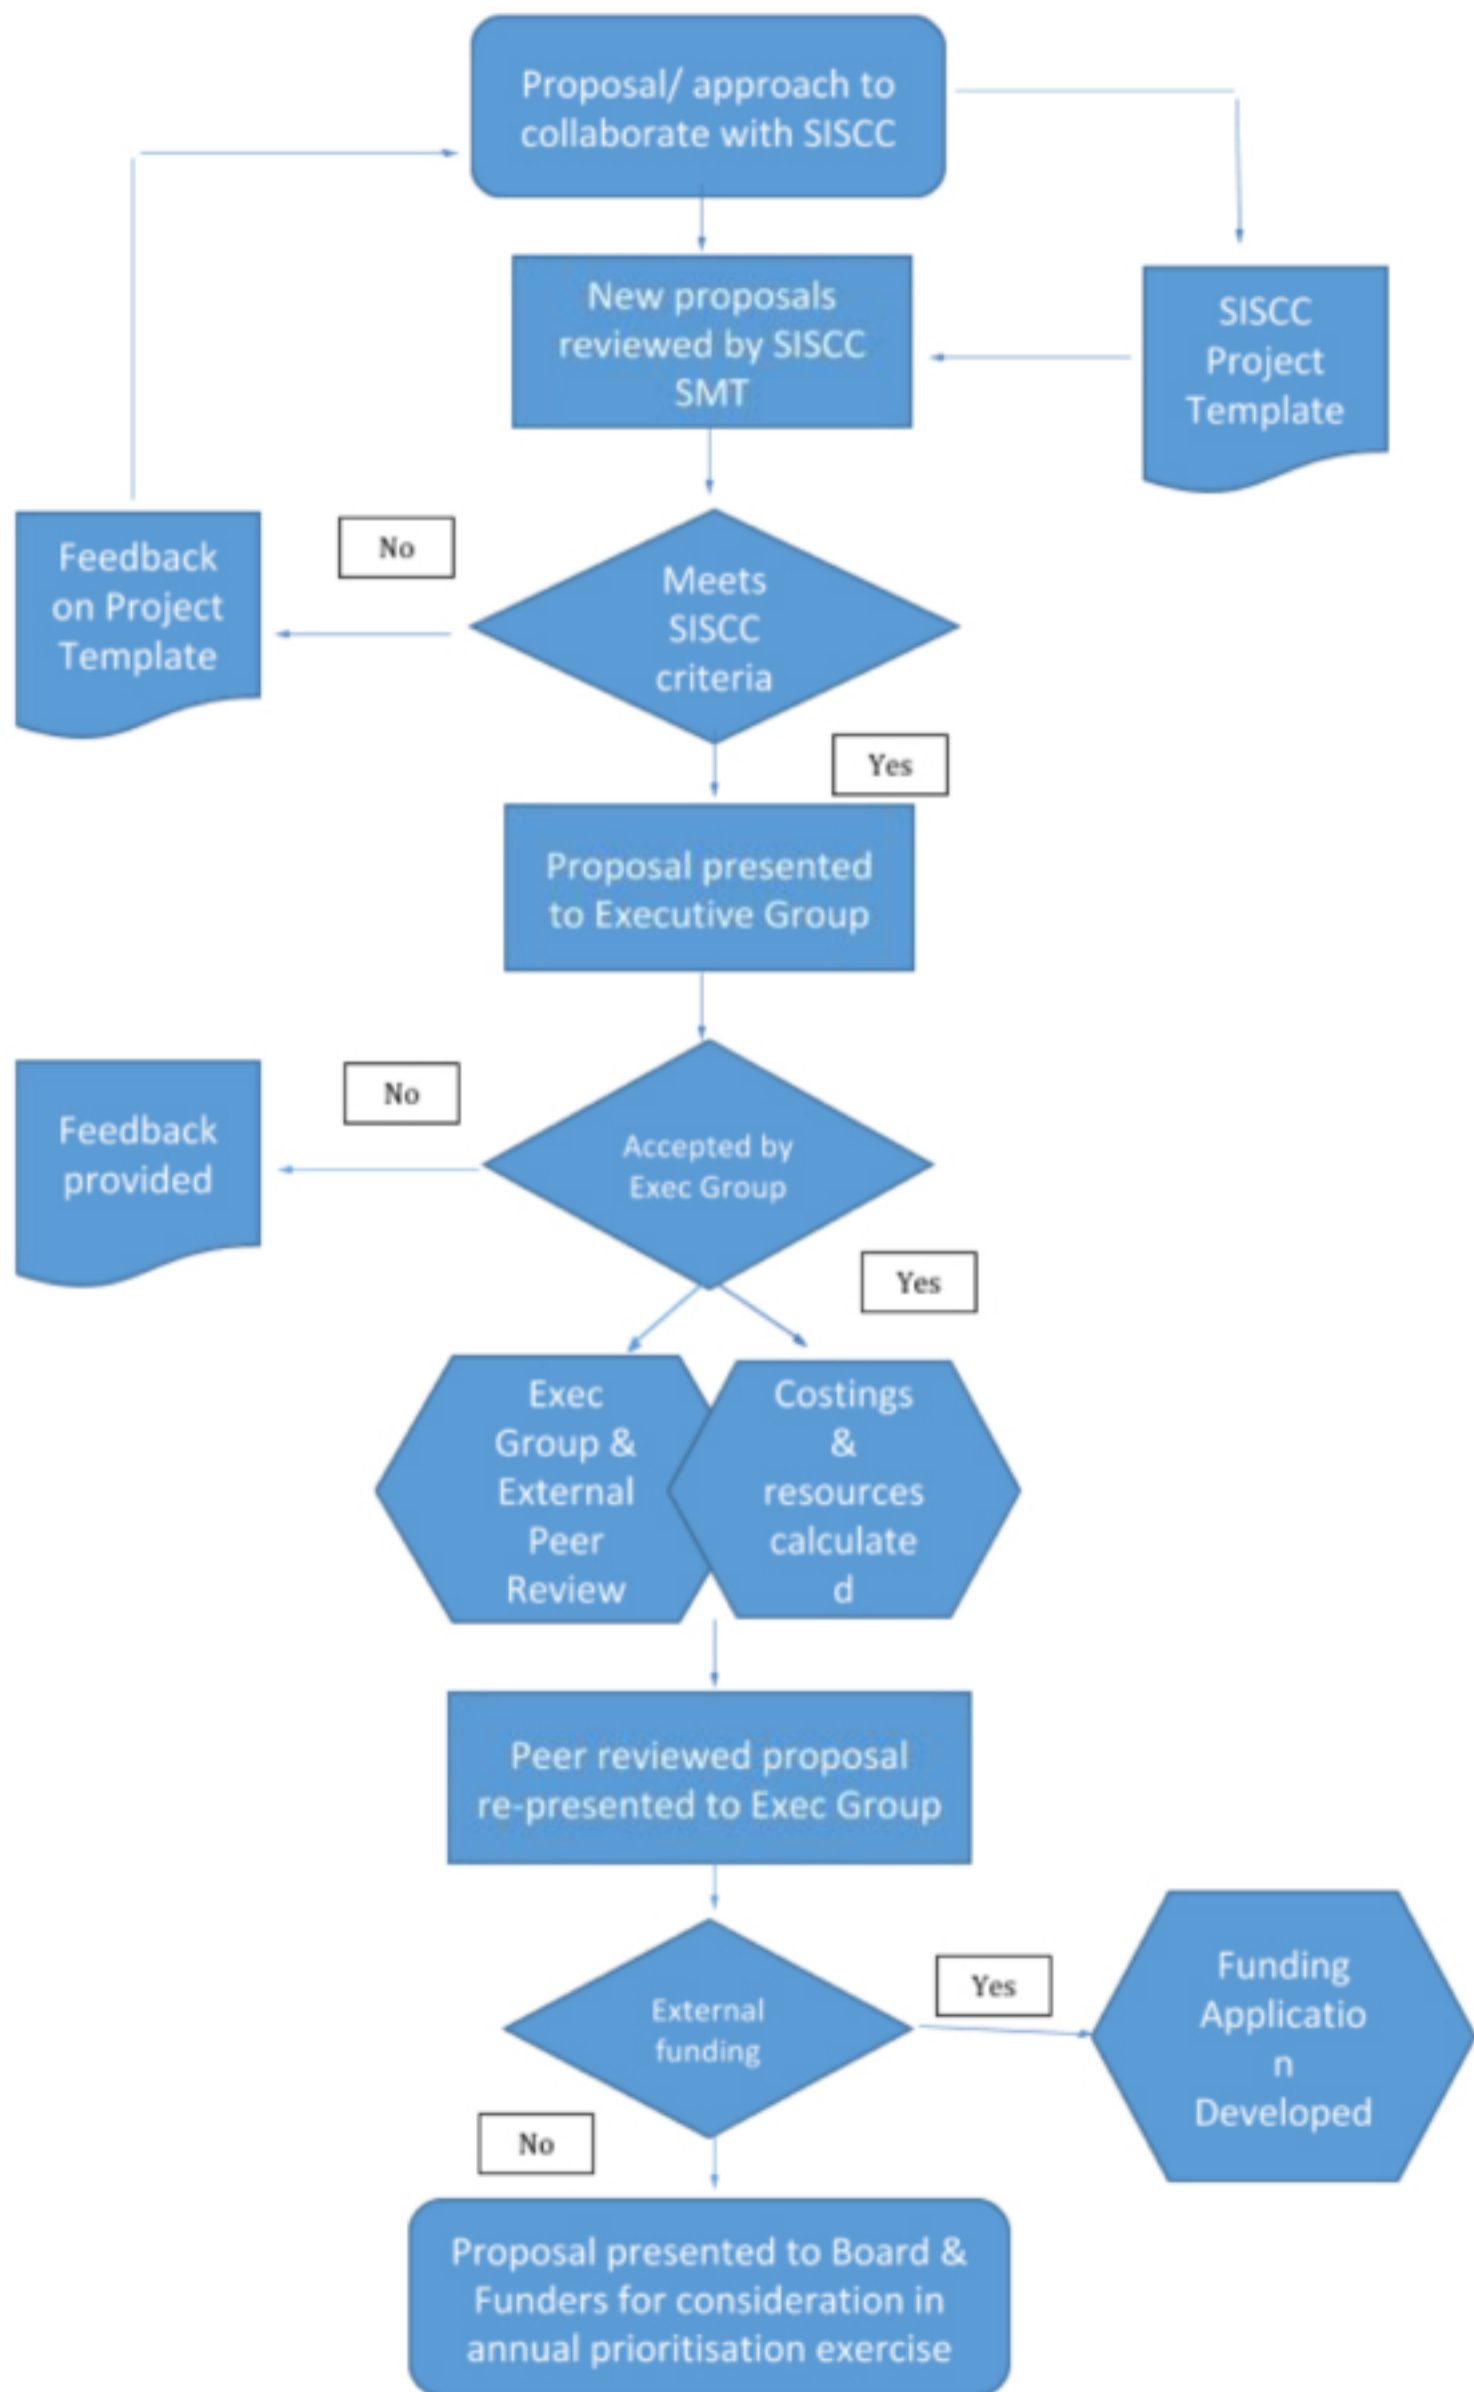 Proposal/ approach to
collaborate with SISCC
New proposals
reviewed by SISCC
SMT
SISCC
Project
Template
Feedback
on Project
Template
No
Meets
SISCC
criteria
Yes
Proposal presented
to Executive Group
Feedback
provided
No
Accepted by
Exec Group
Yes
Exec
Group &
External
Peer
Review
Costings
&
resources
calculate
d
Peer reviewed proposal
re-presented to Exec Group
External
funding
Yes
Funding
Applicatio
n
Developed
No
Proposal presented to Board &
Funders for consideration in
annual prioritisation exercise